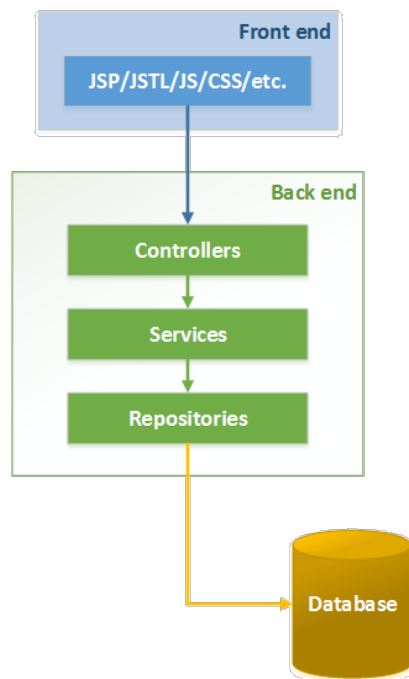 Front end
JSP/JSTL/JS/CSS/etc.
Back end
Controllers
Services
Repositories
Database